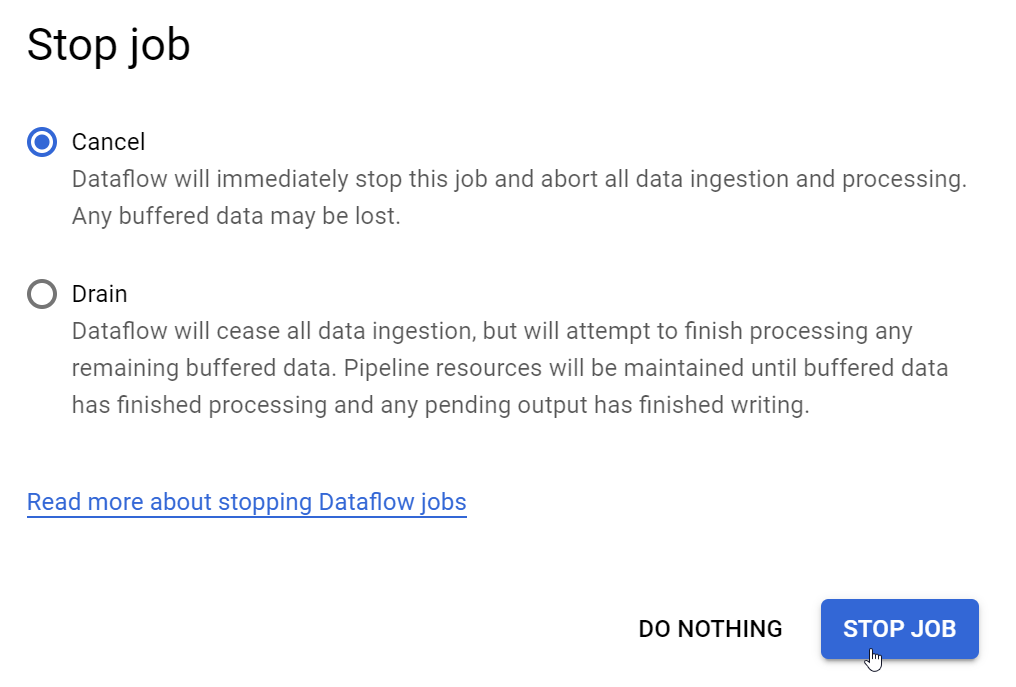 Stop job
Cancel
Dataflow will immediately stop this job and abort all data ingestion and processing.
Any buffered data may be lost.
Drain
Dataflow will cease all data ingestion, but will attempt to finish processing any
remaining buffered data. Pipeline resources will be maintained until buffered data
has finished processing and any pending output has finished writing.
Read more about stopping Dataflow jobs
DO NOTHING
STOP JOB